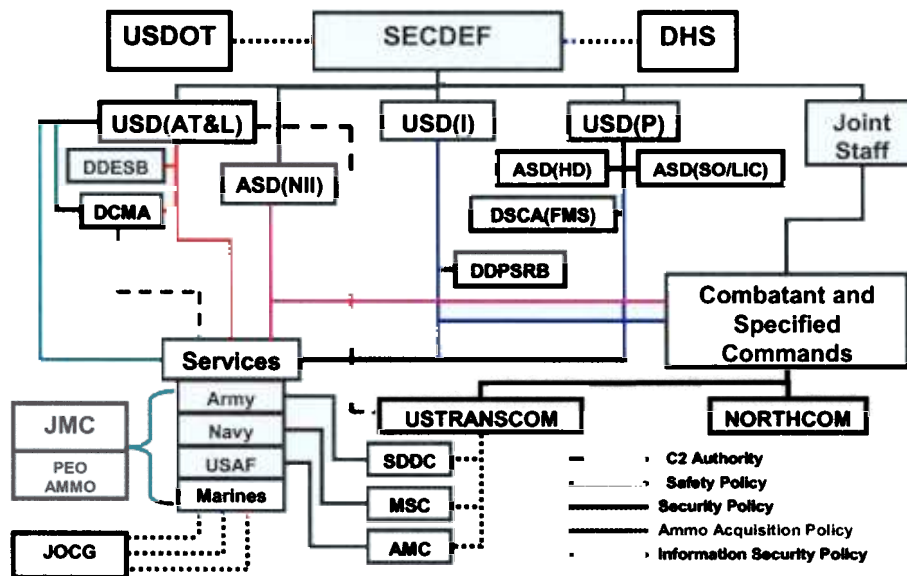 USDOT
SECDEF
DHS
USD(AT&L)
USD(I)
USD(P)
Joint
Staff
DDESB
ASD(NII)
ASD(HD)
ASD(SO/LIC)
DCMA
DSCA(FMS)
DDPSRB
Combatant and
Specified
Commands
Services
Army
Navy
USAF
Marines
JMC
PEO
AMMO
JOCG
USTRANSCOM
NORTHCOM
SDDC
MSC
AMC
C2 Authority
Safety Policy
Security Policy
Ammo Acquisition Policy
Information Security Policy